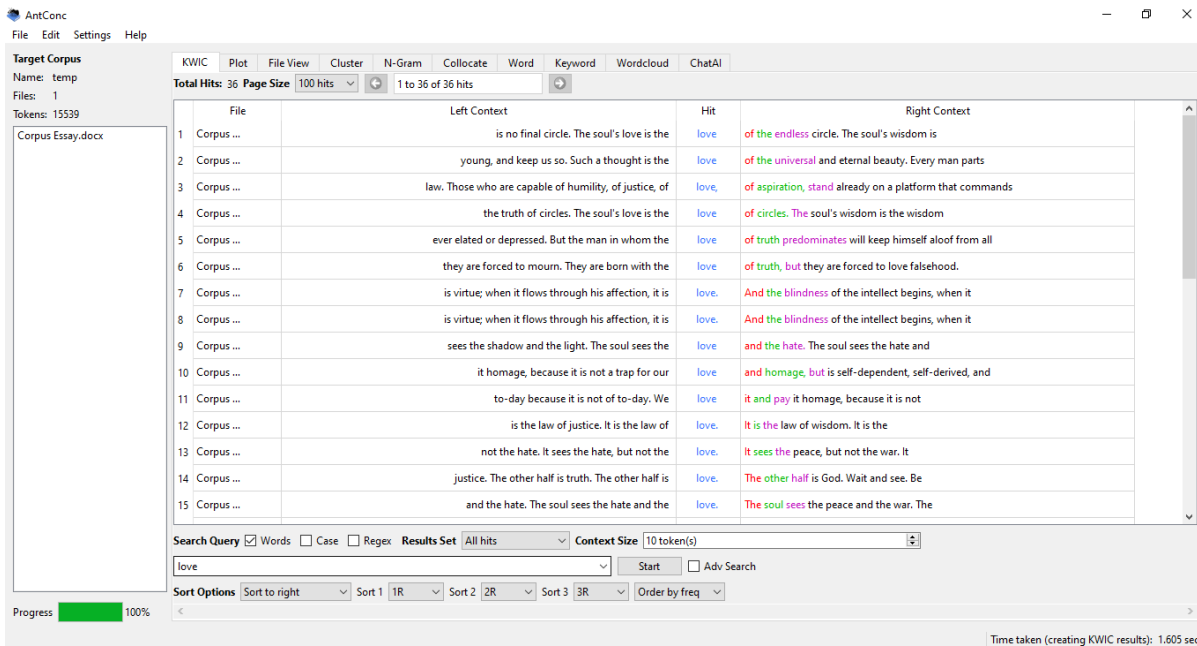 AntConc
File Edit Settings Help
Target Corpus
Name: temp
Files: 1
Tokens: 15539
Corpus Essay.docx
KWIC Plot File View Cluster N-Gram Collocate Word Keyword Wordcloud ChatAI
Total Hits: 36 Page Size 100 hits 1 to 36 of 36 hits
File Left Context Hit Right Context
1 Corpus ... is no final circle. The soul's love is the love of the endless circle. The soul's wisdom is
2 Corpus ... young, and keep us so. Such a thought is the love of the universal and eternal beauty. Every man parts
3 Corpus ... law. Those who are capable of humility, of justice, of love, of aspiration, stand already on a platform that commands
4 Corpus ... the truth of circles. The soul's love is the love of circles. The soul's wisdom is the wisdom
5 Corpus ... ever elated or depressed. But the man in whom the love of truth predominates will keep himself aloof from all
6 Corpus ... they are forced to mourn. They are born with the love of truth, but they are forced to love falsehood.
7 Corpus ... is virtue; when it flows through his affection, it is love. And the blindness of the intellect begins, when it
8 Corpus ... is virtue; when it flows through his affection, it is love. And the blindness of the intellect begins, when it
9 Corpus ... sees the shadow and the light. The soul sees the love and the hate. The soul sees the hate and
10 Corpus ... it homage, because it is not a trap for our love and homage, but is self-dependent, self-derived, and
11 Corpus ... to-day because it is not of to-day. We love it and pay it homage, because it is not
12 Corpus ... is the law of justice. It is the law of love. It is the law of wisdom. It is the
13 Corpus ... not the hate. It sees the hate, but not the love. It sees the peace, but not the war. It
14 Corpus ... justice. The other half is truth. The other half is love. The other half is God. Wait and see. Be
15 Corpus ... and the hate. The soul sees the hate and the love. The soul sees the peace and the war. The
Search Query Words Case Regex Results Set All hits Context Size 10 token(s)
love Start Adv Search
Sort Options Sort to right Sort 1 1R Sort 2 2R Sort 3 3R Order by freq
Progress 100%
Time taken (creating KWIC results): 1.605 sec